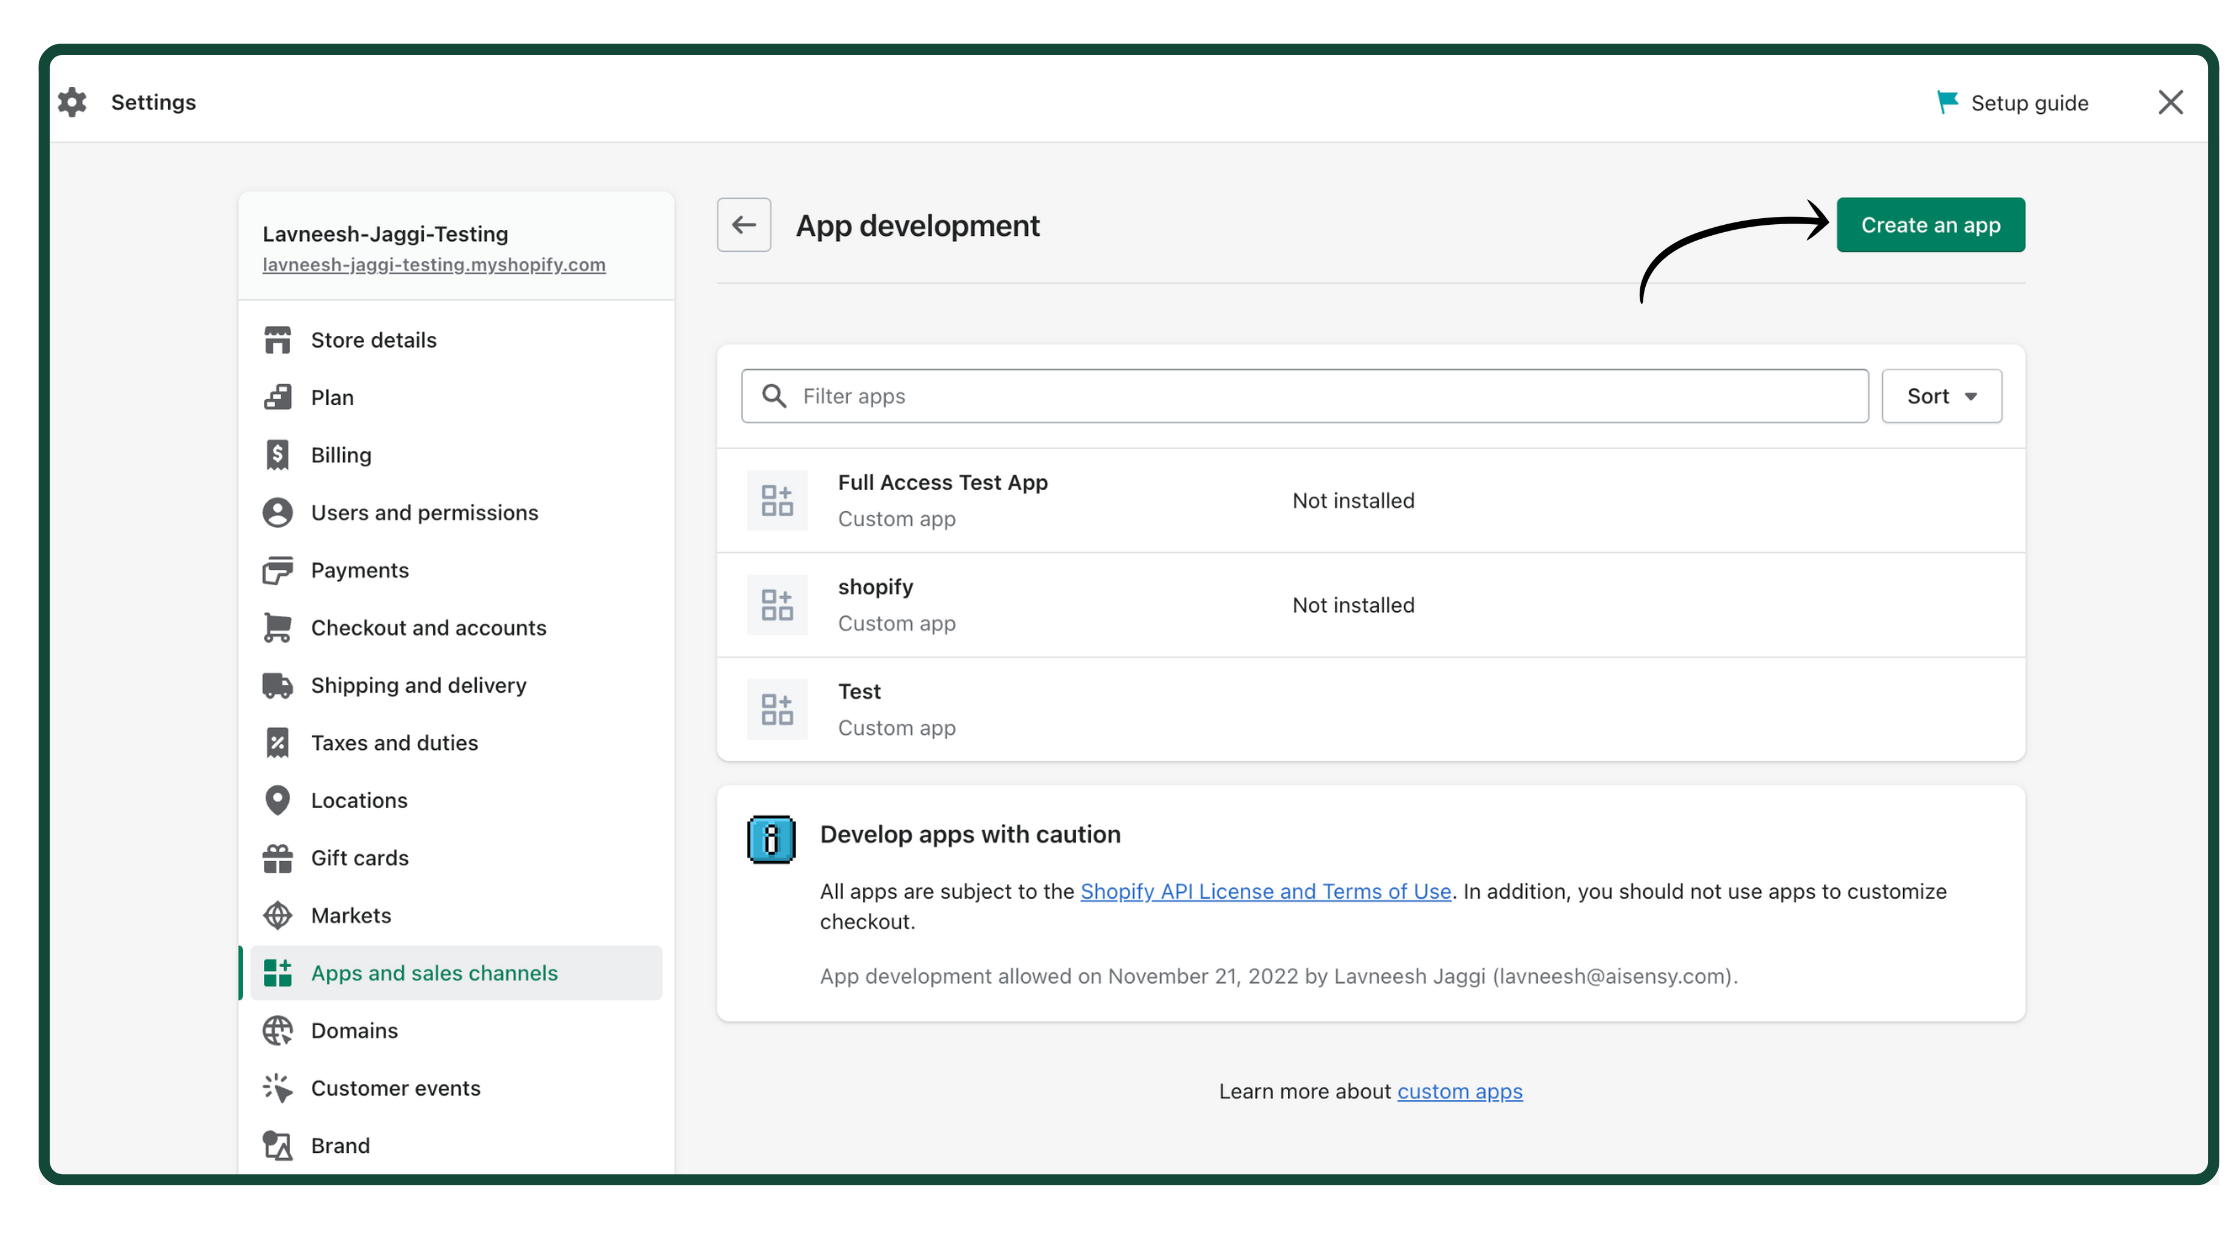 Settings
Setup guide
Lavneesh-Jaggi-Testing
lavneesh-jaggi-testing.myshopify.com
Store details
Plan
Billing
Users and permissions
Payments
Checkout and accounts
Shipping and delivery
Taxes and duties
Locations
Gift cards
Markets
Apps and sales channels
Domains
Customer events
Brand
App development
Create an app
Filter apps
Sort
Full Access Test App
Custom app
Not installed
shopify
Custom app
Not installed
Test
Custom app
Develop apps with caution
All apps are subject to the Shopify API License and Terms of Use. In addition, you should not use apps to customize
checkout.
App development allowed on November 21, 2022 by Lavneesh Jaggi (lavneesh@aisensy.com).
Learn more about custom apps